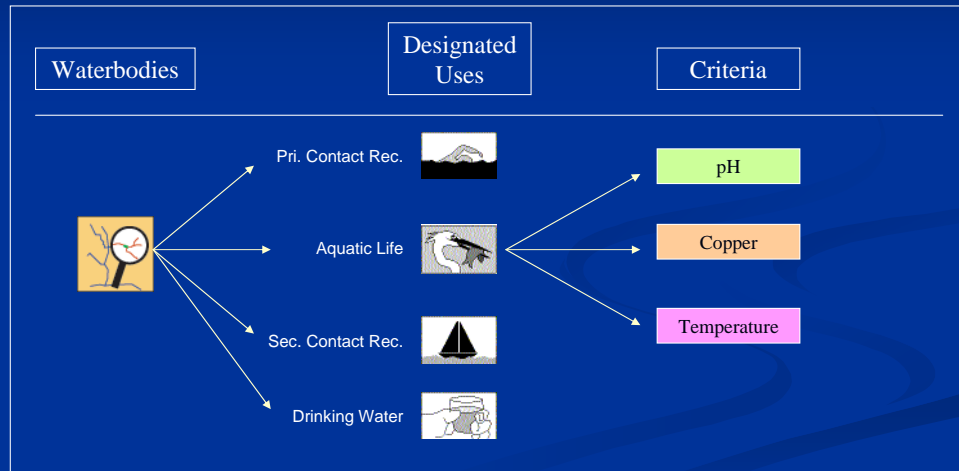 Waterbodies
Designated
Uses
Criteria
Pri. Contact Rec.
Aquatic Life
Sec. Contact Rec.
Drinking Water
pH
Copper
Temperature